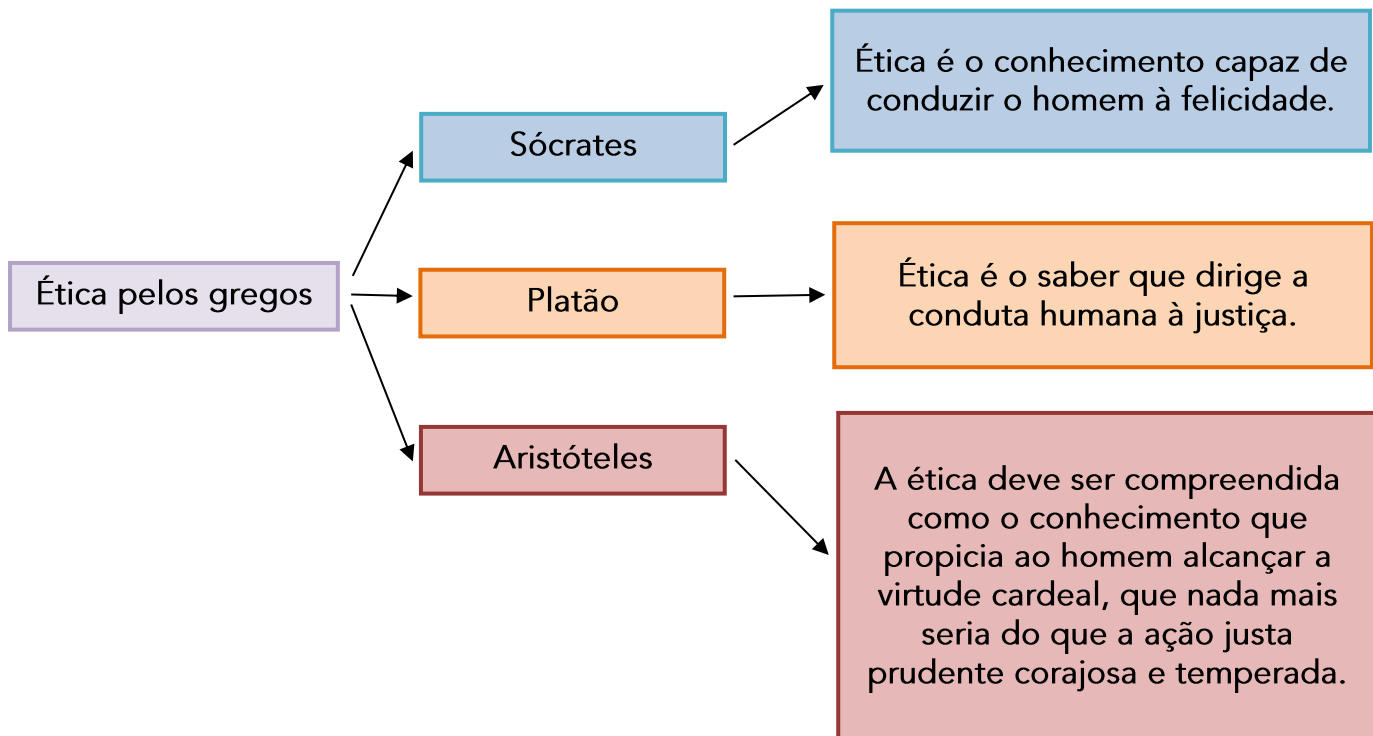 Ética pelos gregos
Sócrates
Ética é o conhecimento capaz de
conduzir o homem à felicidade.
Platão
Ética é o saber que dirige a
conduta humana à justiça.
Aristóteles
A ética deve ser compreendida
como o conhecimento que
propicia ao homem alcançar a
virtude cardeal, que nada mais
seria do que a ação justa
prudente corajosa e temperada.